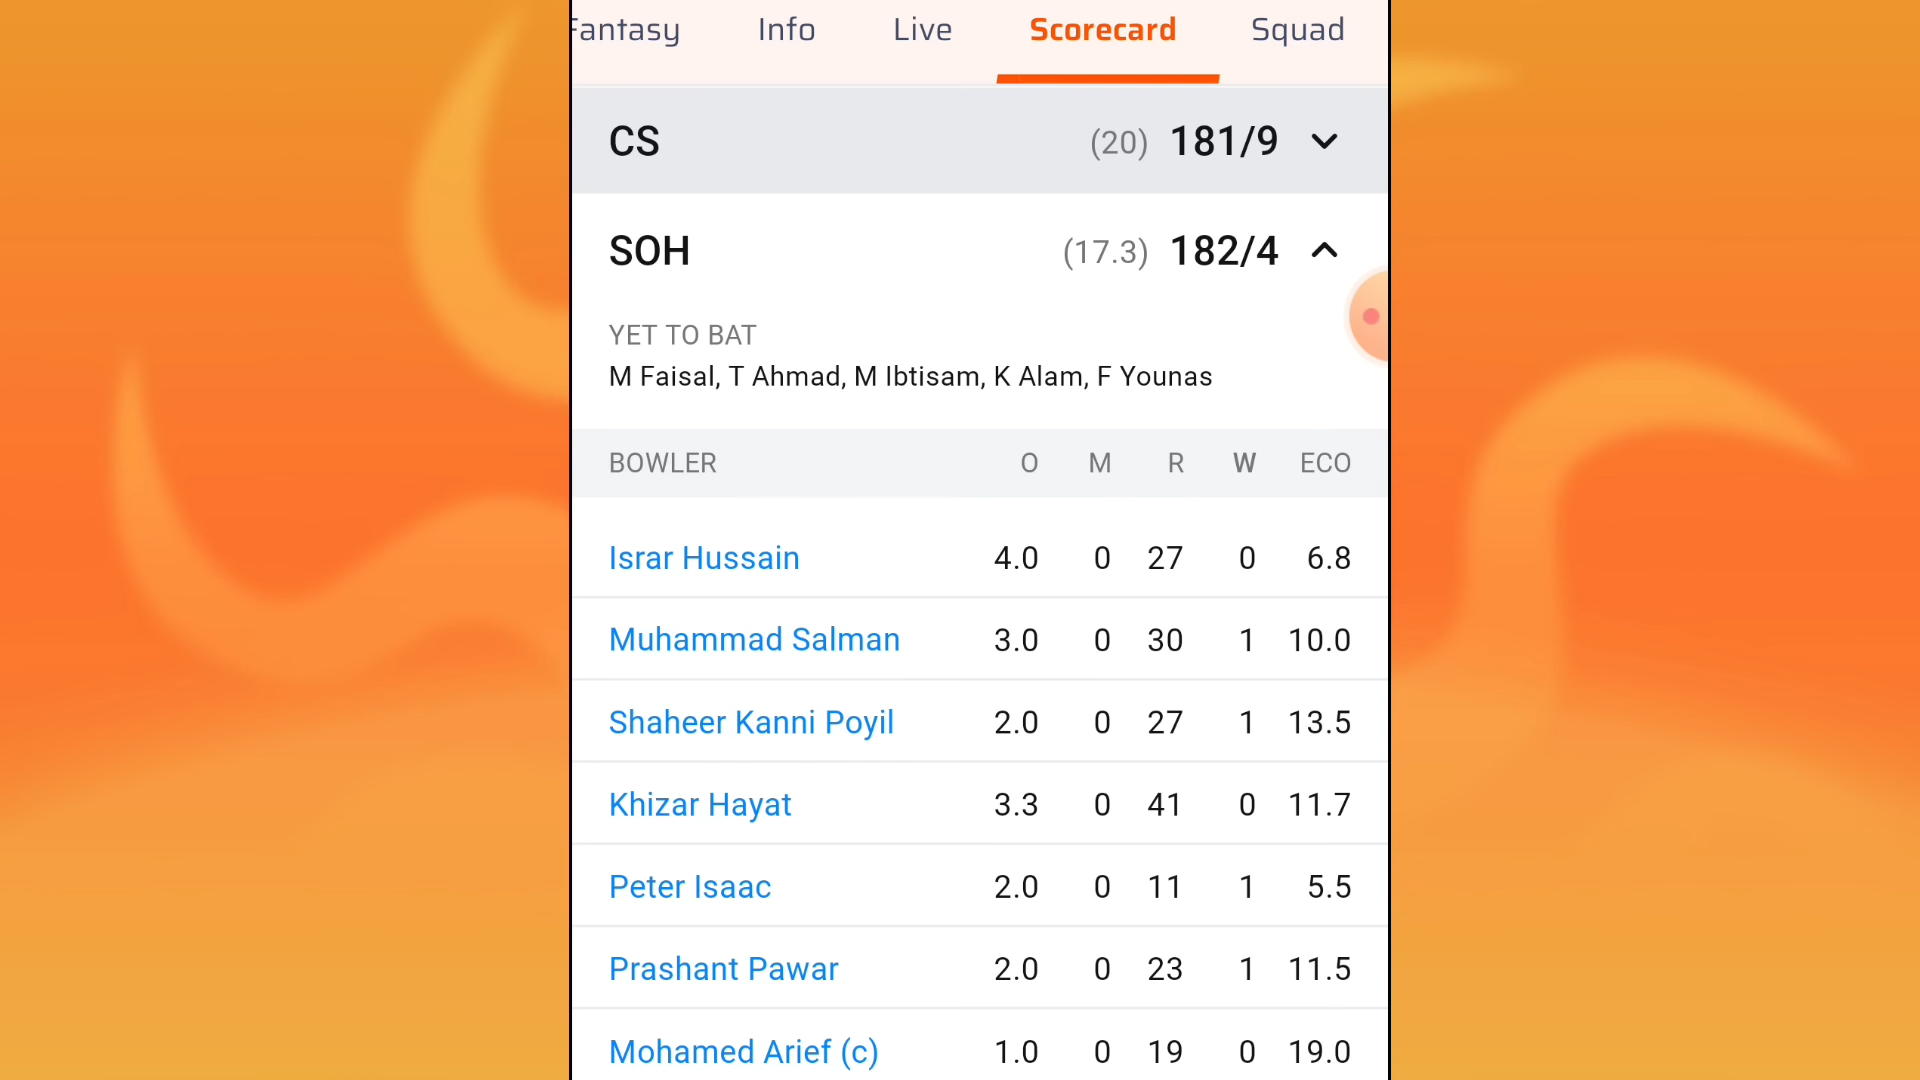 Fantasy Info Live Scorecard Squad
CS (20) 181/9
SOH (17.3) 182/4
YET TO BAT
M Faisal, T Ahmad, M Ibtisam, K Alam, F Younas
BOWLER O M R W ECO
Israr Hussain 4.0 0 27 0 6.8
Muhammad Salman 3.0 0 30 1 10.0
Shaheer Kanni Poyil 2.0 0 27 1 13.5
Khizar Hayat 3.3 0 41 0 11.7
Peter Isaac 2.0 0 11 1 5.5
Prashant Pawar 2.0 0 23 1 11.5
Mohamed Arief (c) 1.0 0 19 0 19.0